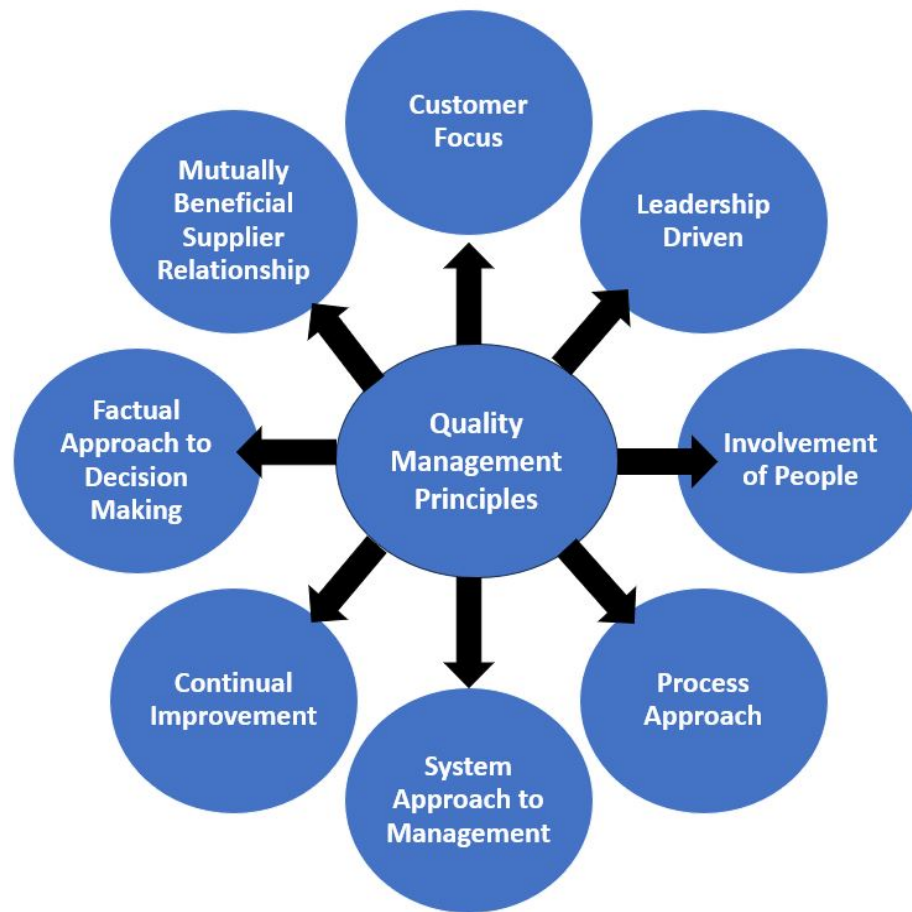 Customer
Focus
Leadership
Driven
Involvement
of People
Process
Approach
System
Approach to
Management
Continual
Improvement
Factual
Approach to
Decision
Making
Mutually
Beneficial
Supplier
Relationship
Quality
Management
Principles